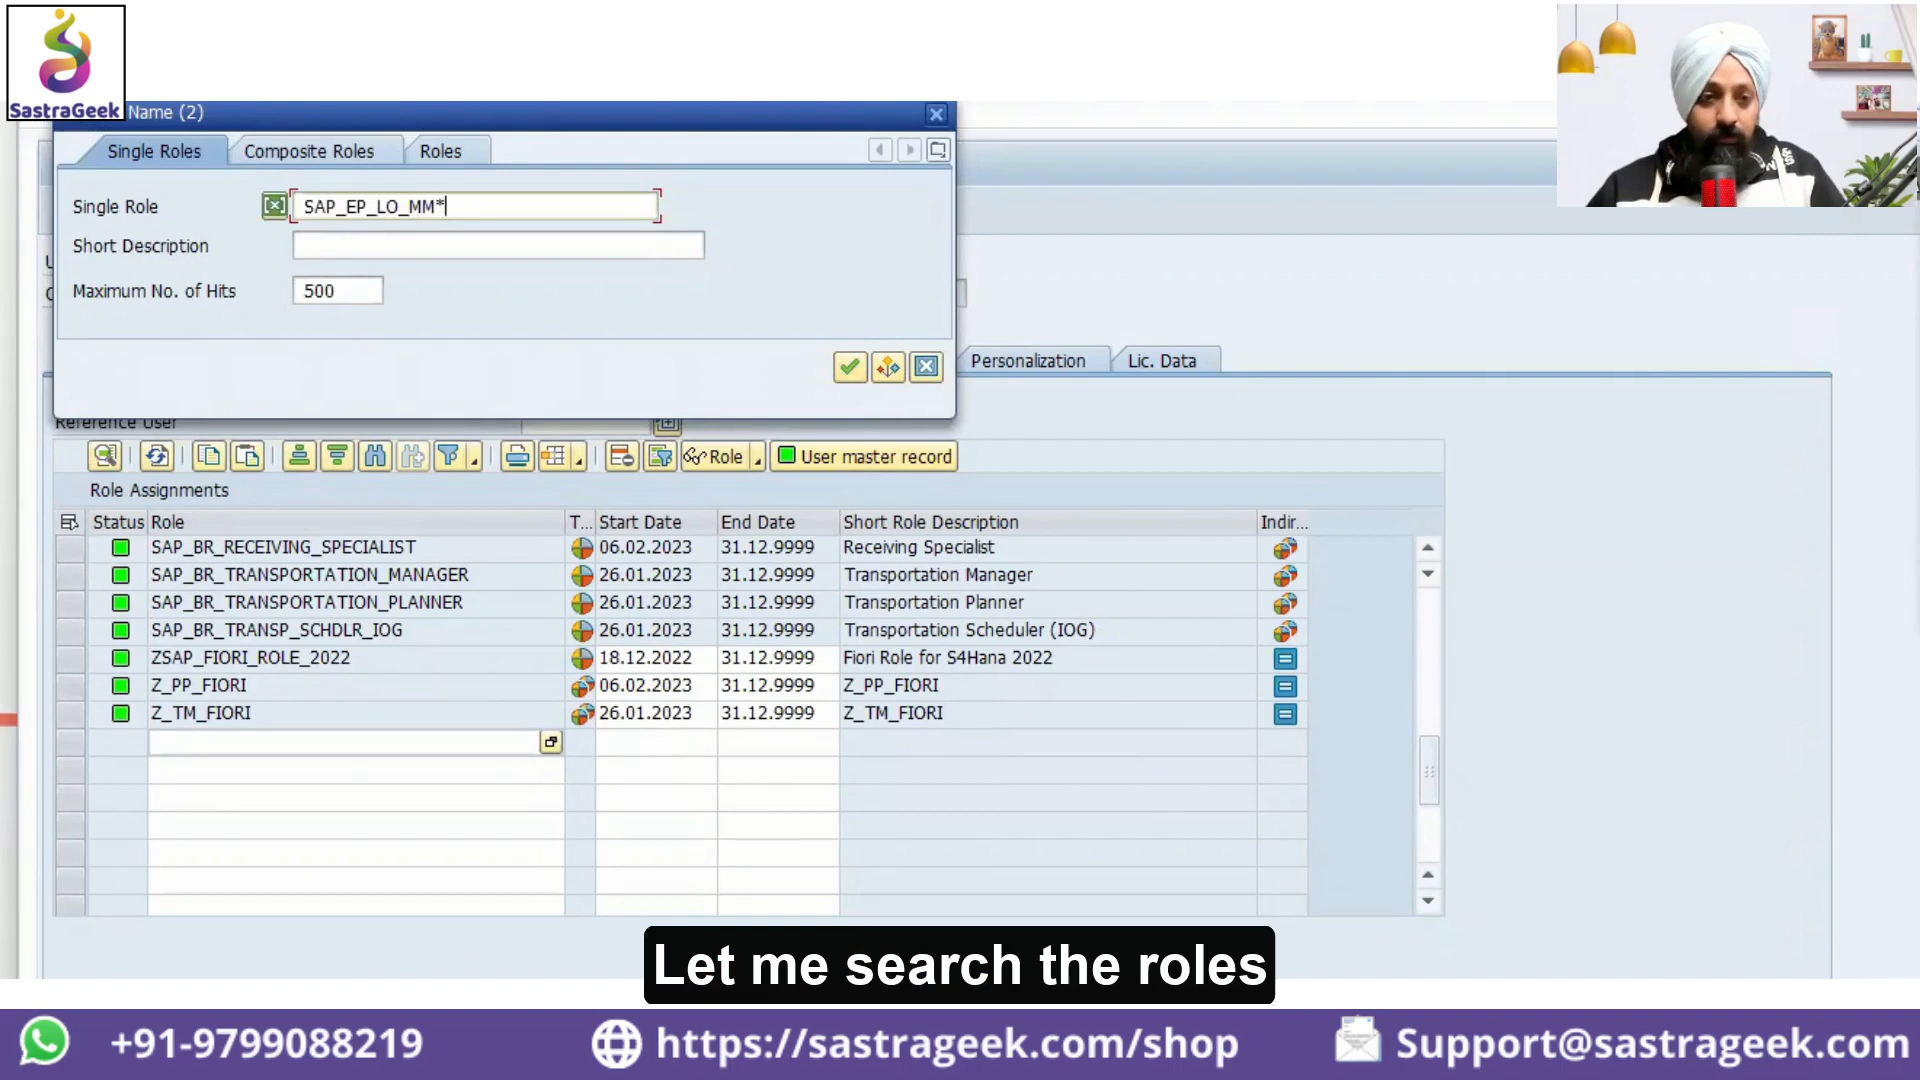 SastraGeek
Name (2)
Single Roles
Composite Roles
Roles
Single Role
SAP_EP_LO_MM*
Short Description
Maximum No. of Hits
500
Personalization
Lic. Data
Reference User
Role
User master record
Role Assignments
Status Role T... Start Date End Date Short Role Description Indir...
SAP_BR_RECEIVING_SPECIALIST 06.02.2023 31.12.9999 Receiving Specialist
SAP_BR_TRANSPORTATION_MANAGER 26.01.2023 31.12.9999 Transportation Manager
SAP_BR_TRANSPORTATION_PLANNER 26.01.2023 31.12.9999 Transportation Planner
SAP_BR_TRANSP_SCHDLR_IOG 26.01.2023 31.12.9999 Transportation Scheduler (IOG)
ZSAP_FIORI_ROLE_2022 18.12.2022 31.12.9999 Fiori Role for S4Hana 2022
Z_PP_FIORI 06.02.2023 31.12.9999 Z_PP_FIORI
Z_TM_FIORI 26.01.2023 31.12.9999 Z_TM_FIORI
Let me search the roles
+91-9799088219
https://sastrageek.com/shop
Support@sastrageek.com